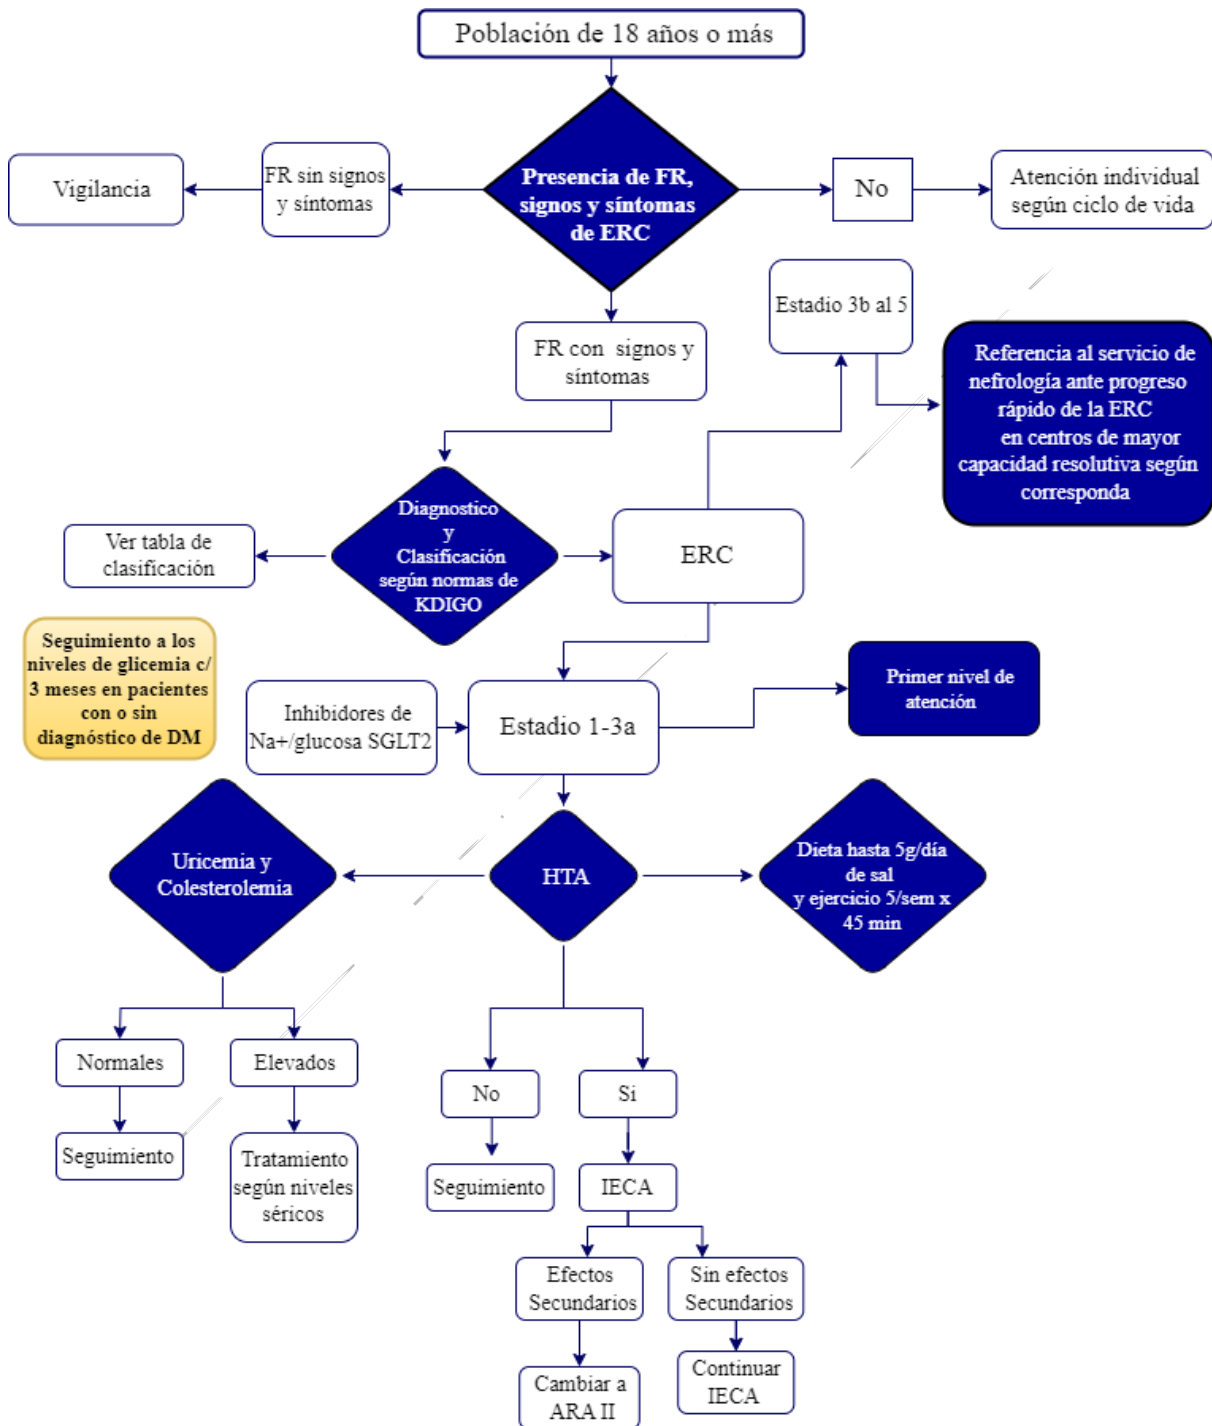 Población de 18 años o más
Presencia de FR,
signos y síntomas
de ERC
FR sin signos
y síntomas
Vigilancia
No
Atención individual
según ciclo de vida
FR con signos y
síntomas
Estadio 3b al 5
Referencia al servicio de
nefrología ante progreso
rápido de la ERC
en centros de mayor
capacidad resolutiva según
corresponda
Diagnostico
y
Clasificación
según normas de
KDIGO
Ver tabla de
clasificación
ERC
Seguimiento a los
niveles de glicemia c/
3 meses en pacientes
con o sin
diagnóstico de DM
Inhibidores de
Na+/glucosa SGLT2
Estadio 1-3a
Primer nivel de
atención
Uricemia y
Colesterolemia
HTA
Dieta hasta 5g/día
de sal
y ejercicio 5/sem x
45 min
Normales
Elevados
Seguimiento
Tratamiento
según niveles
séricos
No
Si
Seguimiento
IECA
Efectos
Secundarios
Sin efectos
Secundarios
Cambiar a
ARA II
Continuar
IECA